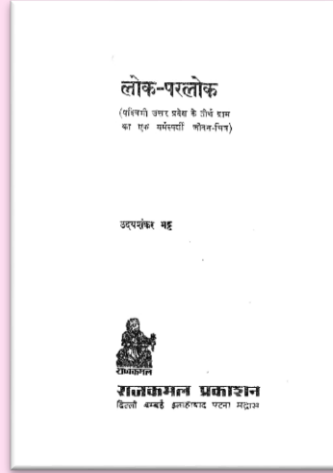 लोक-परलोक
(पश्चिमी उत्तर प्रदेश के तीर्थ ग्राम
का एक मर्मस्पर्शी जीवन-चित्र)
उदयशंकर भट्ट
राजकमल
राजकमल प्रकाशन
दिल्ली बम्बई इलाहाबाद पटना मद्रास